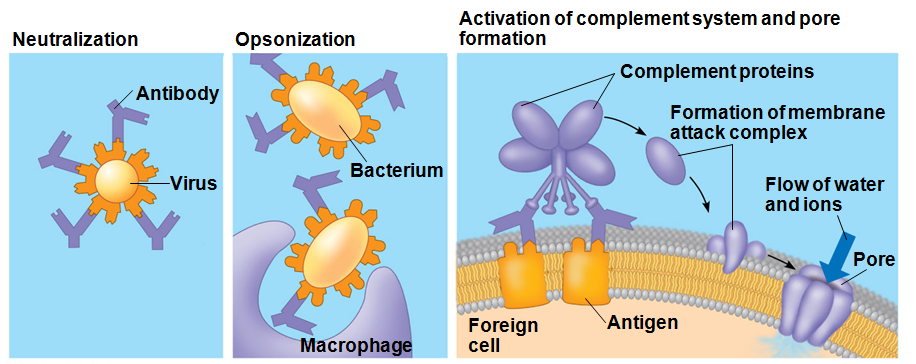 Neutralization
Antibody
Virus
Opsonization
Bacterium
Macrophage
Activation of complement system and pore
formation
Complement proteins
Formation of membrane
attack complex
Flow of water
and ions
Pore
Foreign
cell
Antigen